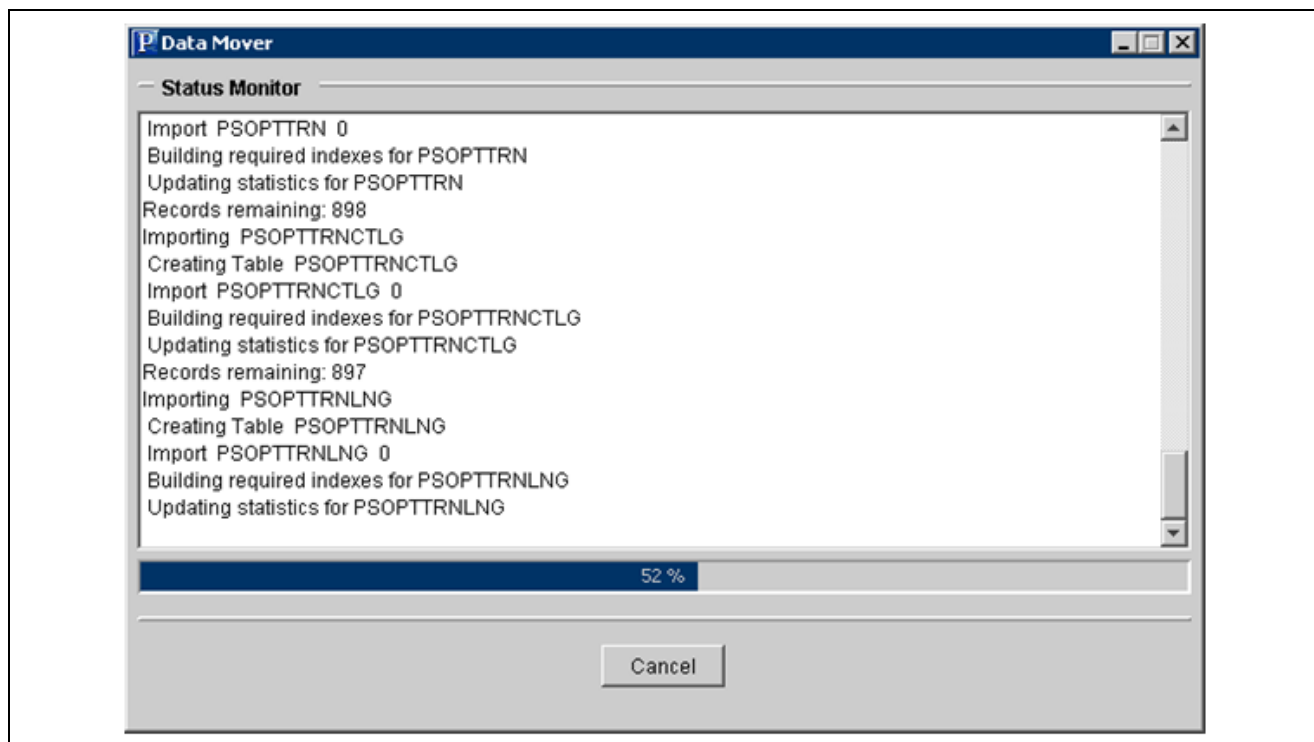 Data Mover
Status Monitor
Import PSOPTTRN 0
Building required indexes for PSOPTTRN
Updating statistics for PSOPTTRN
Records remaining: 898
Importing PSOPTTRNCTLG
Creating Table PSOPTTRNCTLG
Import PSOPTTRNCTLG 0
Building required indexes for PSOPTTRNCTLG
Updating statistics for PSOPTTRNCTLG
Records remaining: 897
Importing PSOPTTRNLNG
Creating Table PSOPTTRNLNG
Import PSOPTTRNLNG 0
Building required indexes for PSOPTTRNLNG
Updating statistics for PSOPTTRNLNG
52 %
Cancel